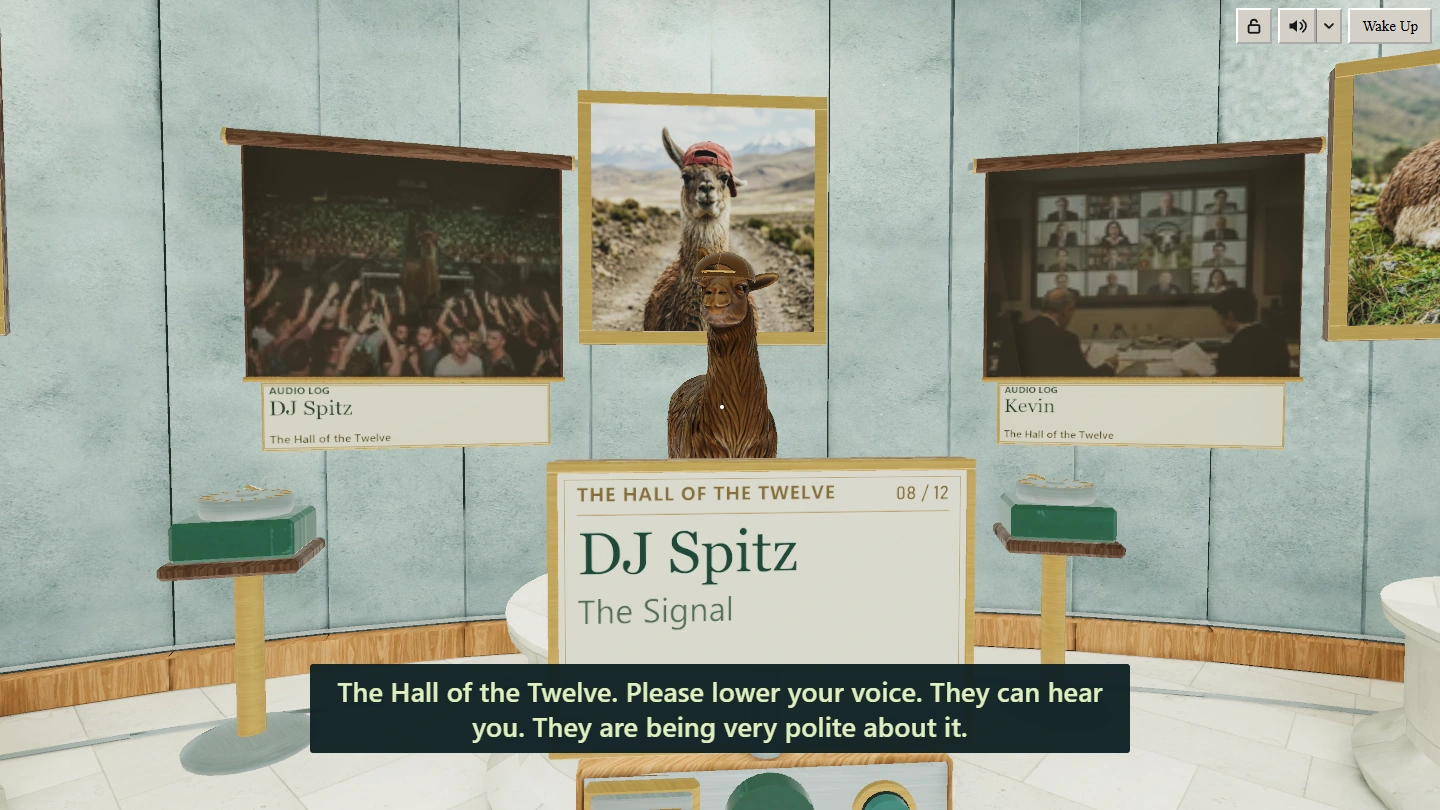 Wake Up
AUDIO LOG
DJ Spitz
The Hall of the Twelve
AUDIO LOG
Kevin
The Hall of the Twelve
THE HALL OF THE TWELVE 08 / 12
DJ Spitz
The Signal
The Hall of the Twelve. Please lower your voice. They can hear
you. They are being very polite about it.